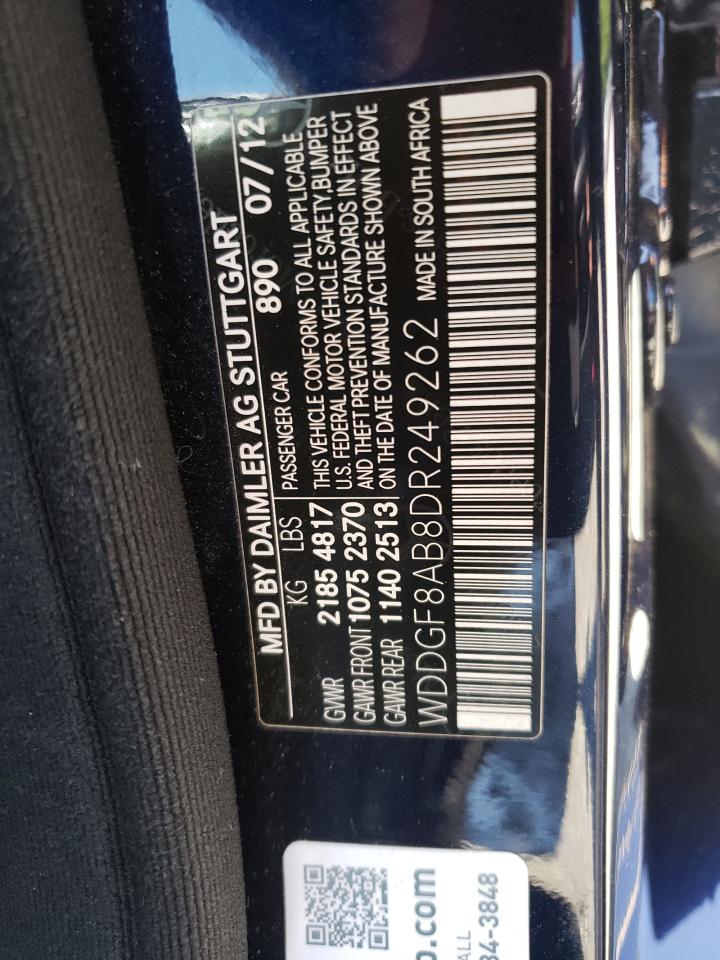 MFD BY DAIMLER AG STUTTGART
890 07/12
KG LBS PASSENGER CAR
GVWR 2185 4817
GAWR FRONT 1075 2370
GAWR REAR 1140 2513
THIS VEHICLE CONFORMS TO ALL APPLICABLE
U.S. FEDERAL MOTOR VEHICLE SAFETY,BUMPER
AND THEFT PREVENTION STANDARDS IN EFFECT
ON THE DATE OF MANUFACTURE SHOWN ABOVE
WDDGF8AB8DR249262 MADE IN SOUTH AFRICA
.com
34-3848